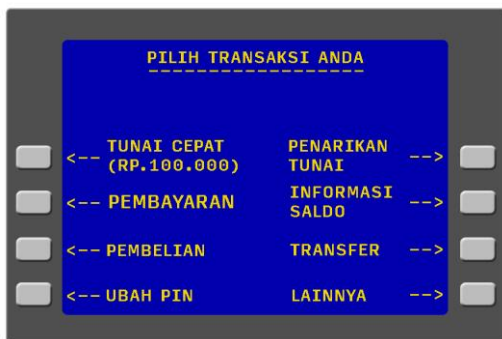 PILIH TRANSAKSI ANDA
<-- TUNAI CEPAT
(RP.100.000)
PENARIKAN
TUNAI -->
<-- PEMBAYARAN
INFORMASI
SALDO -->
<-- PEMBELIAN
TRANSFER -->
<-- UBAH PIN
LAINNYA -->